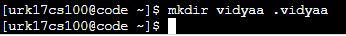 [urk17cs100@code ~]$ mkdir vidyaa .vidyaa
[urk17cs100@code ~]$